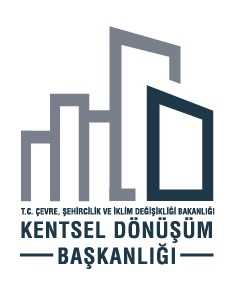 T.C. ÇEVRE, ŞEHİRCİLİK VE İKLİM DEĞİŞİKLİĞİ BAKANLIĞI
KENTSEL DÖNÜŞÜM
BAŞKANLIĞI